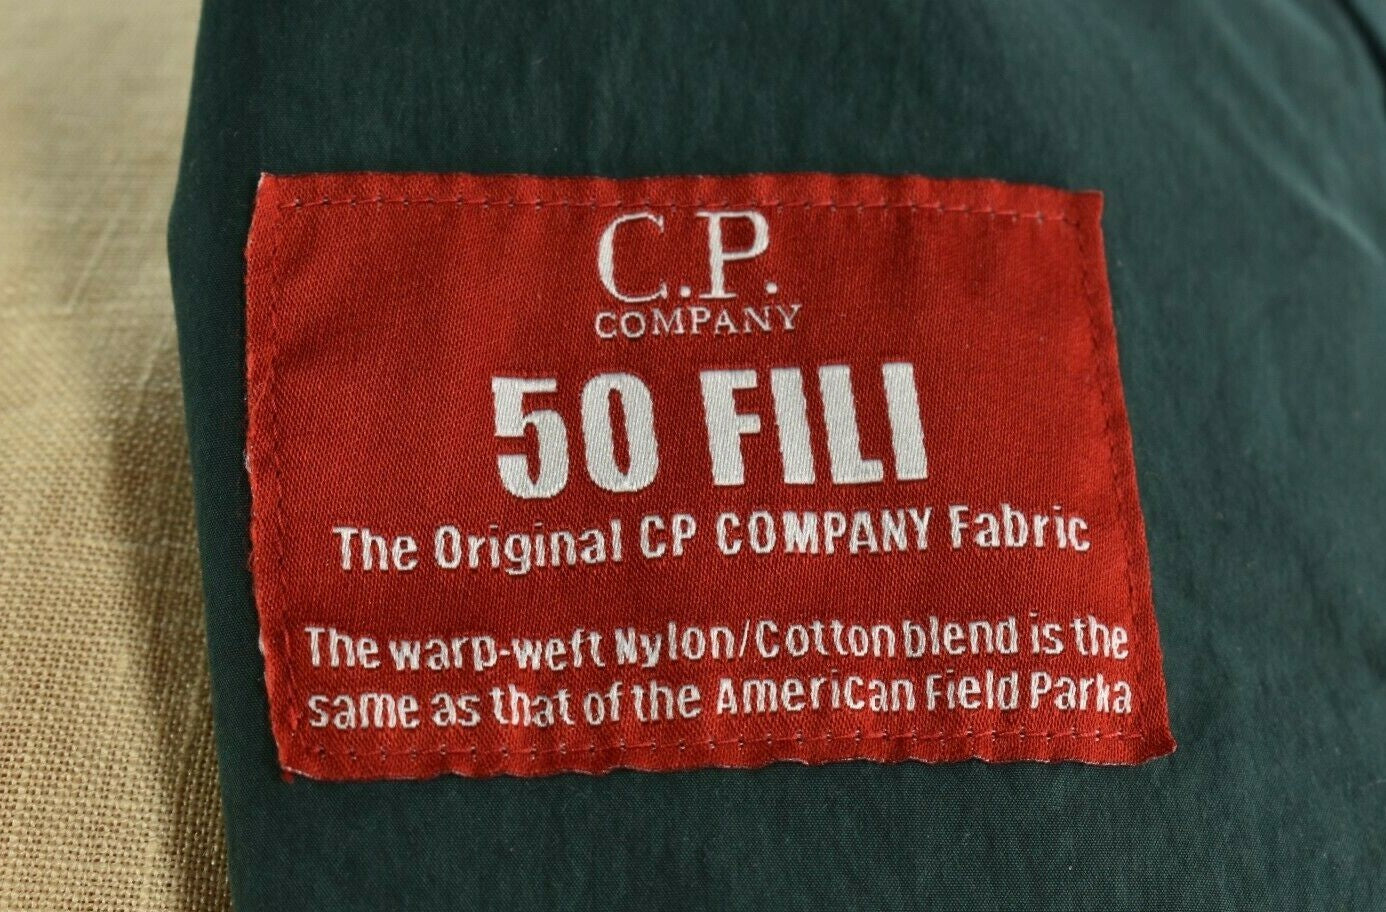 C.P.
COMPANY
50 FILI
The Original CP COMPANY Fabric
The warp-weft Nylon/Cotton blend is the
same as that of the American Field Parka